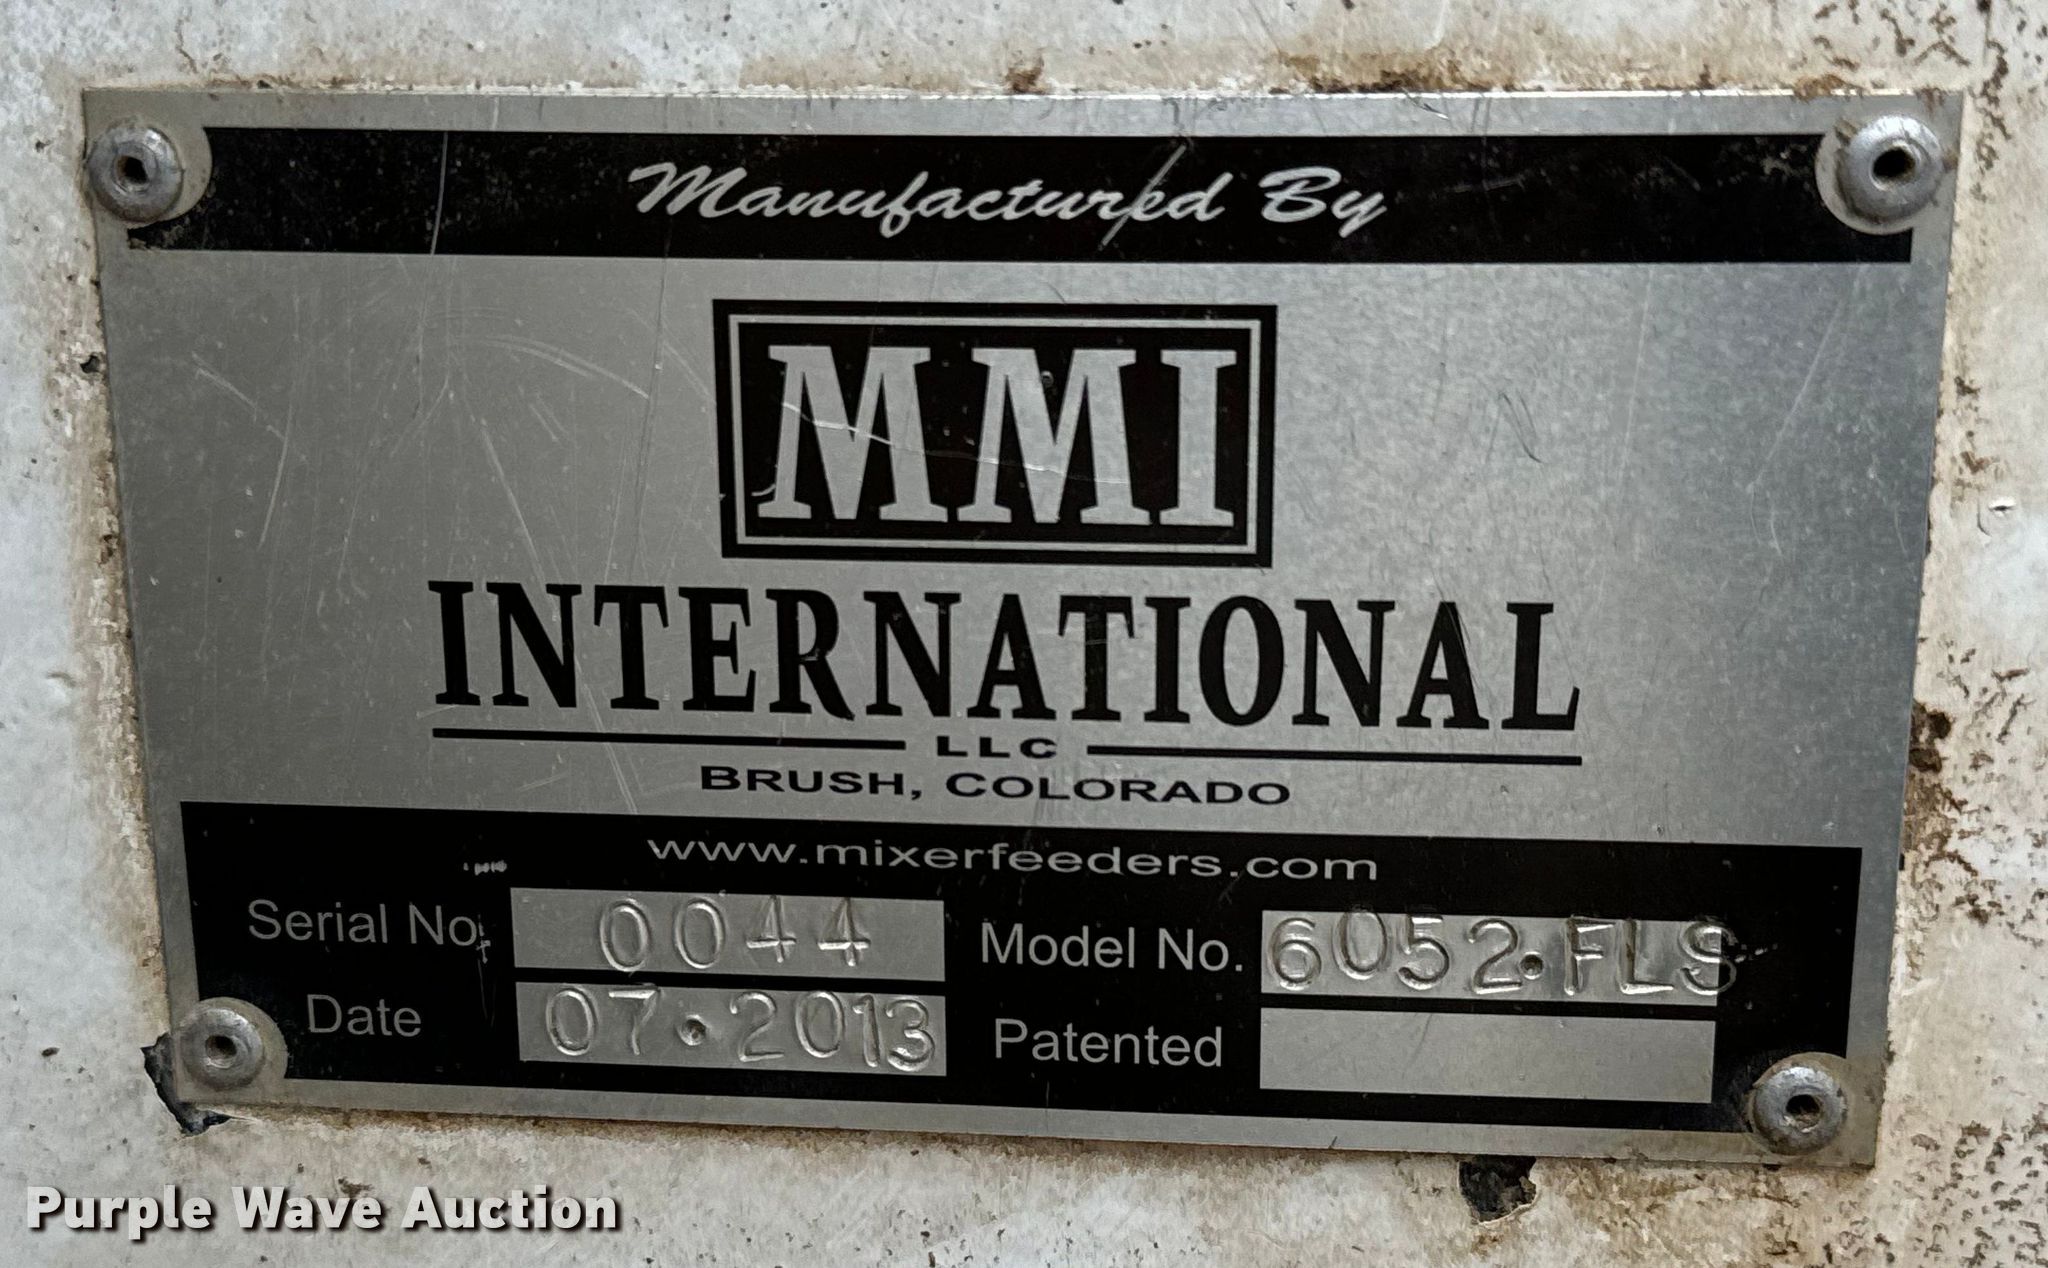 Manufactured By
MMI
INTERNATIONAL
LLC
BRUSH, COLORADO
www.mixerfeeders.com
Serial No. 0044 Model No. 6052·FLS
Date 07·2013 Patented
Purple Wave Auction